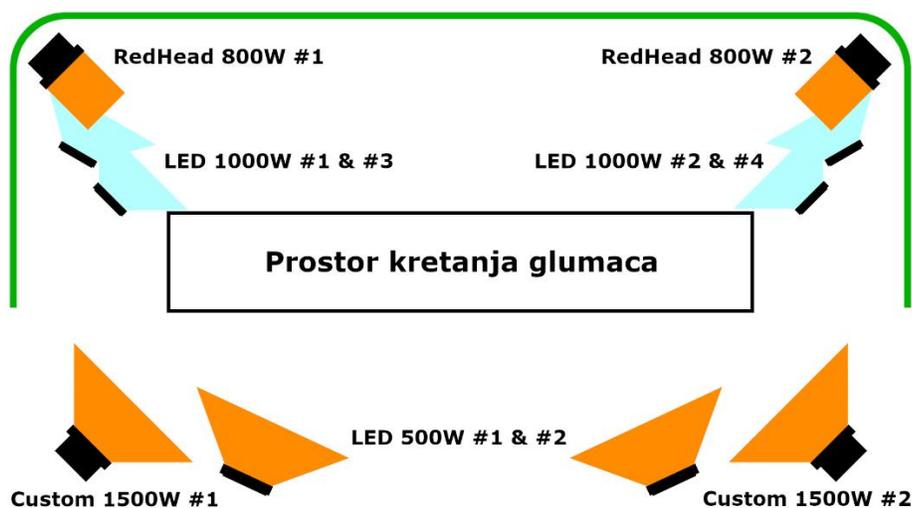 RedHead 800W #1
RedHead 800W #2
LED 1000W #1 & #3
LED 1000W #2 & #4
Prostor kretanja glumaca
LED 500W #1 & #2
Custom 1500W #1
Custom 1500W #2